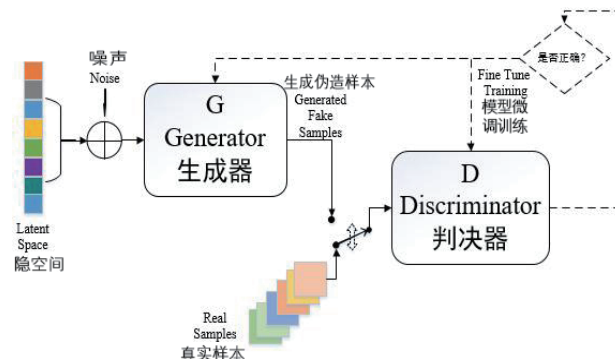 噪声
Noise
G
Generator
生成器
生成伪造样本
Generated
Fake
Samples
是否正确?
Fine Tune
Training
模型微
调训练
D
Discriminator
判决器
Latent
Space
隐空间
Real
Samples
真实样本